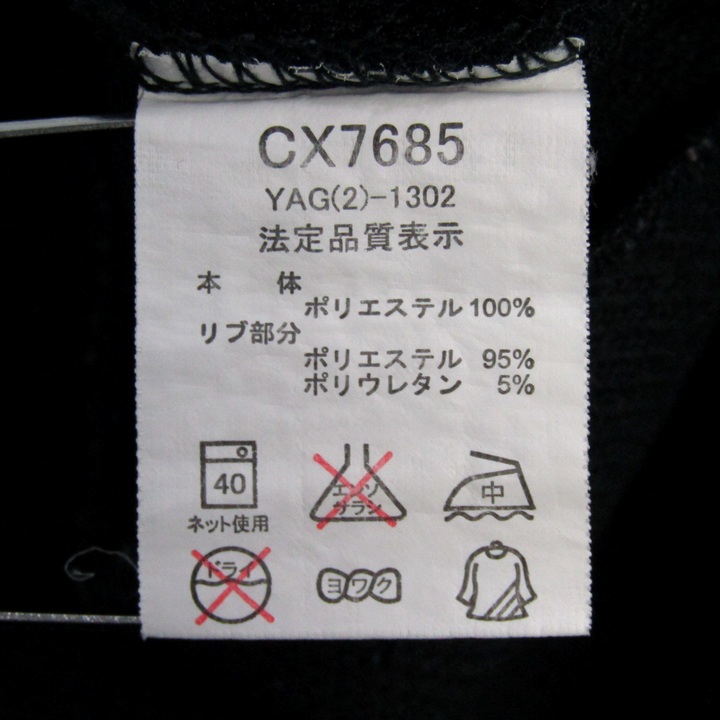 CX7685
YAG(2)-1302
法定品質表示
本 体
ポリエステル 100%
リブ部分
ポリエステル 95%
ポリウレタン 5%
40
ネット使用
エンソ
サラシ
中
ドライ
ヨワク